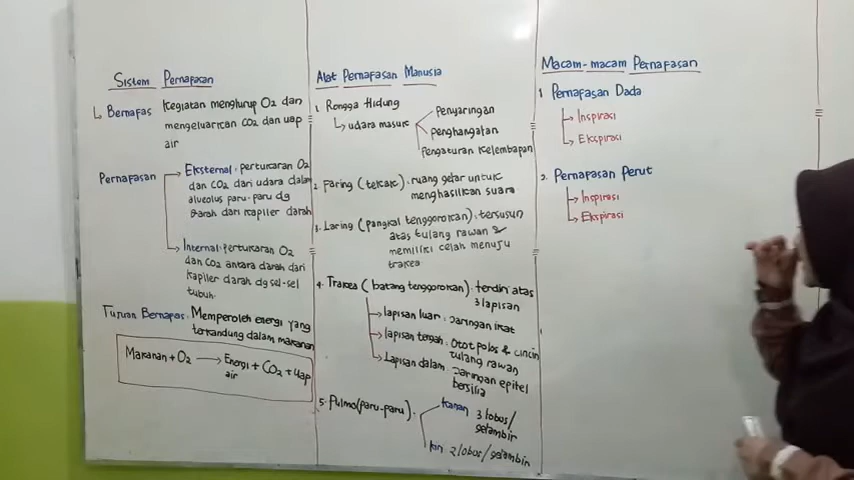 Sistem Pernapasan
↳ Bernafas Kegiatan menghirup O2 dan
mengeluarkan CO2 dan uap
air
Pernafasan
Eksternal: pertukaran O2
dan CO2 dari udara dalam
alveolus paru-paru dg
darah dari kapiler darah
Internal: pertukaran O2
dan CO2 antara darah dari
kapiler darah dg sel-sel
tubuh.
Tujuan Bernapas: Memperoleh energi yang
terkandung dalam makanan
Makanan + O2 → Energi + CO2 + uap
air
Alat Pernafasan Manusia
1. Rongga Hidung
↳ udara masuk
Penyaringan
Penghangatan
Pengaturan Kelembapan
2. Faring (tekak). ruang getar untuk
menghasilkan suara
3. Laring (pangkal tenggorokan). tersusun
atas tulang rawan &
memiliki celah menuju
trakea
4. Trakea (batang tenggorokan). terdiri atas
3 lapisan
lapisan luar: Jaringan ikat
lapisan tengah: Otot polos & cincin
tulang rawan
Lapisan dalam: Jaringan epitel
bersilia
5. Pulmo (paru-paru).
Kanan 3 lobus/
gelambir
kiri 2 lobus/gelambir
Macam-macam Pernafasan
1 Pernafasan Dada
Inspirasi
Ekspirasi
2. Pernafasan Perut
Inspirasi
Ekspirasi